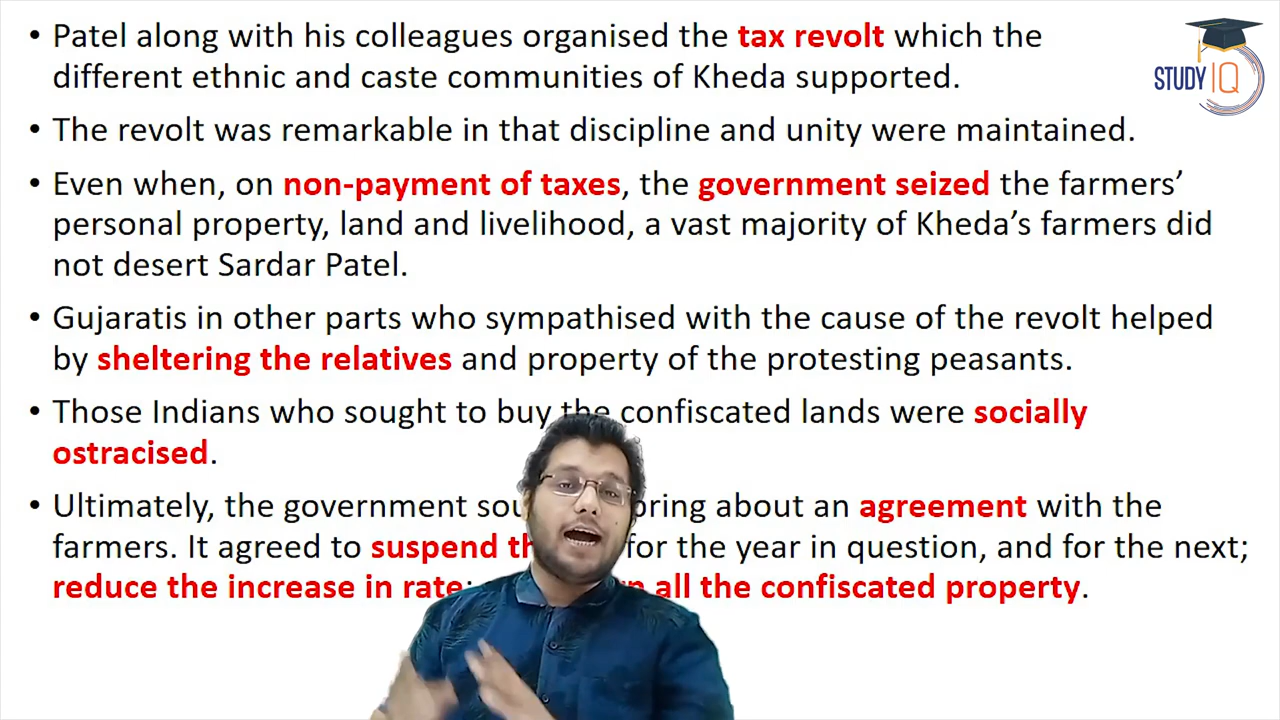 • Patel along with his colleagues organised the tax revolt which the
different ethnic and caste communities of Kheda supported.
• The revolt was remarkable in that discipline and unity were maintained.
• Even when, on non-payment of taxes, the government seized the farmers’
personal property, land and livelihood, a vast majority of Kheda’s farmers did
not desert Sardar Patel.
• Gujaratis in other parts who sympathised with the cause of the revolt helped
by sheltering the relatives and property of the protesting peasants.
• Those Indians who sought to buy the confiscated lands were socially
ostracised.
• Ultimately, the government bring about an agreement with the
farmers. It agreed to suspend for the year in question, and for the next;
reduce the increase in rate; all the confiscated property.
STUDY IQ